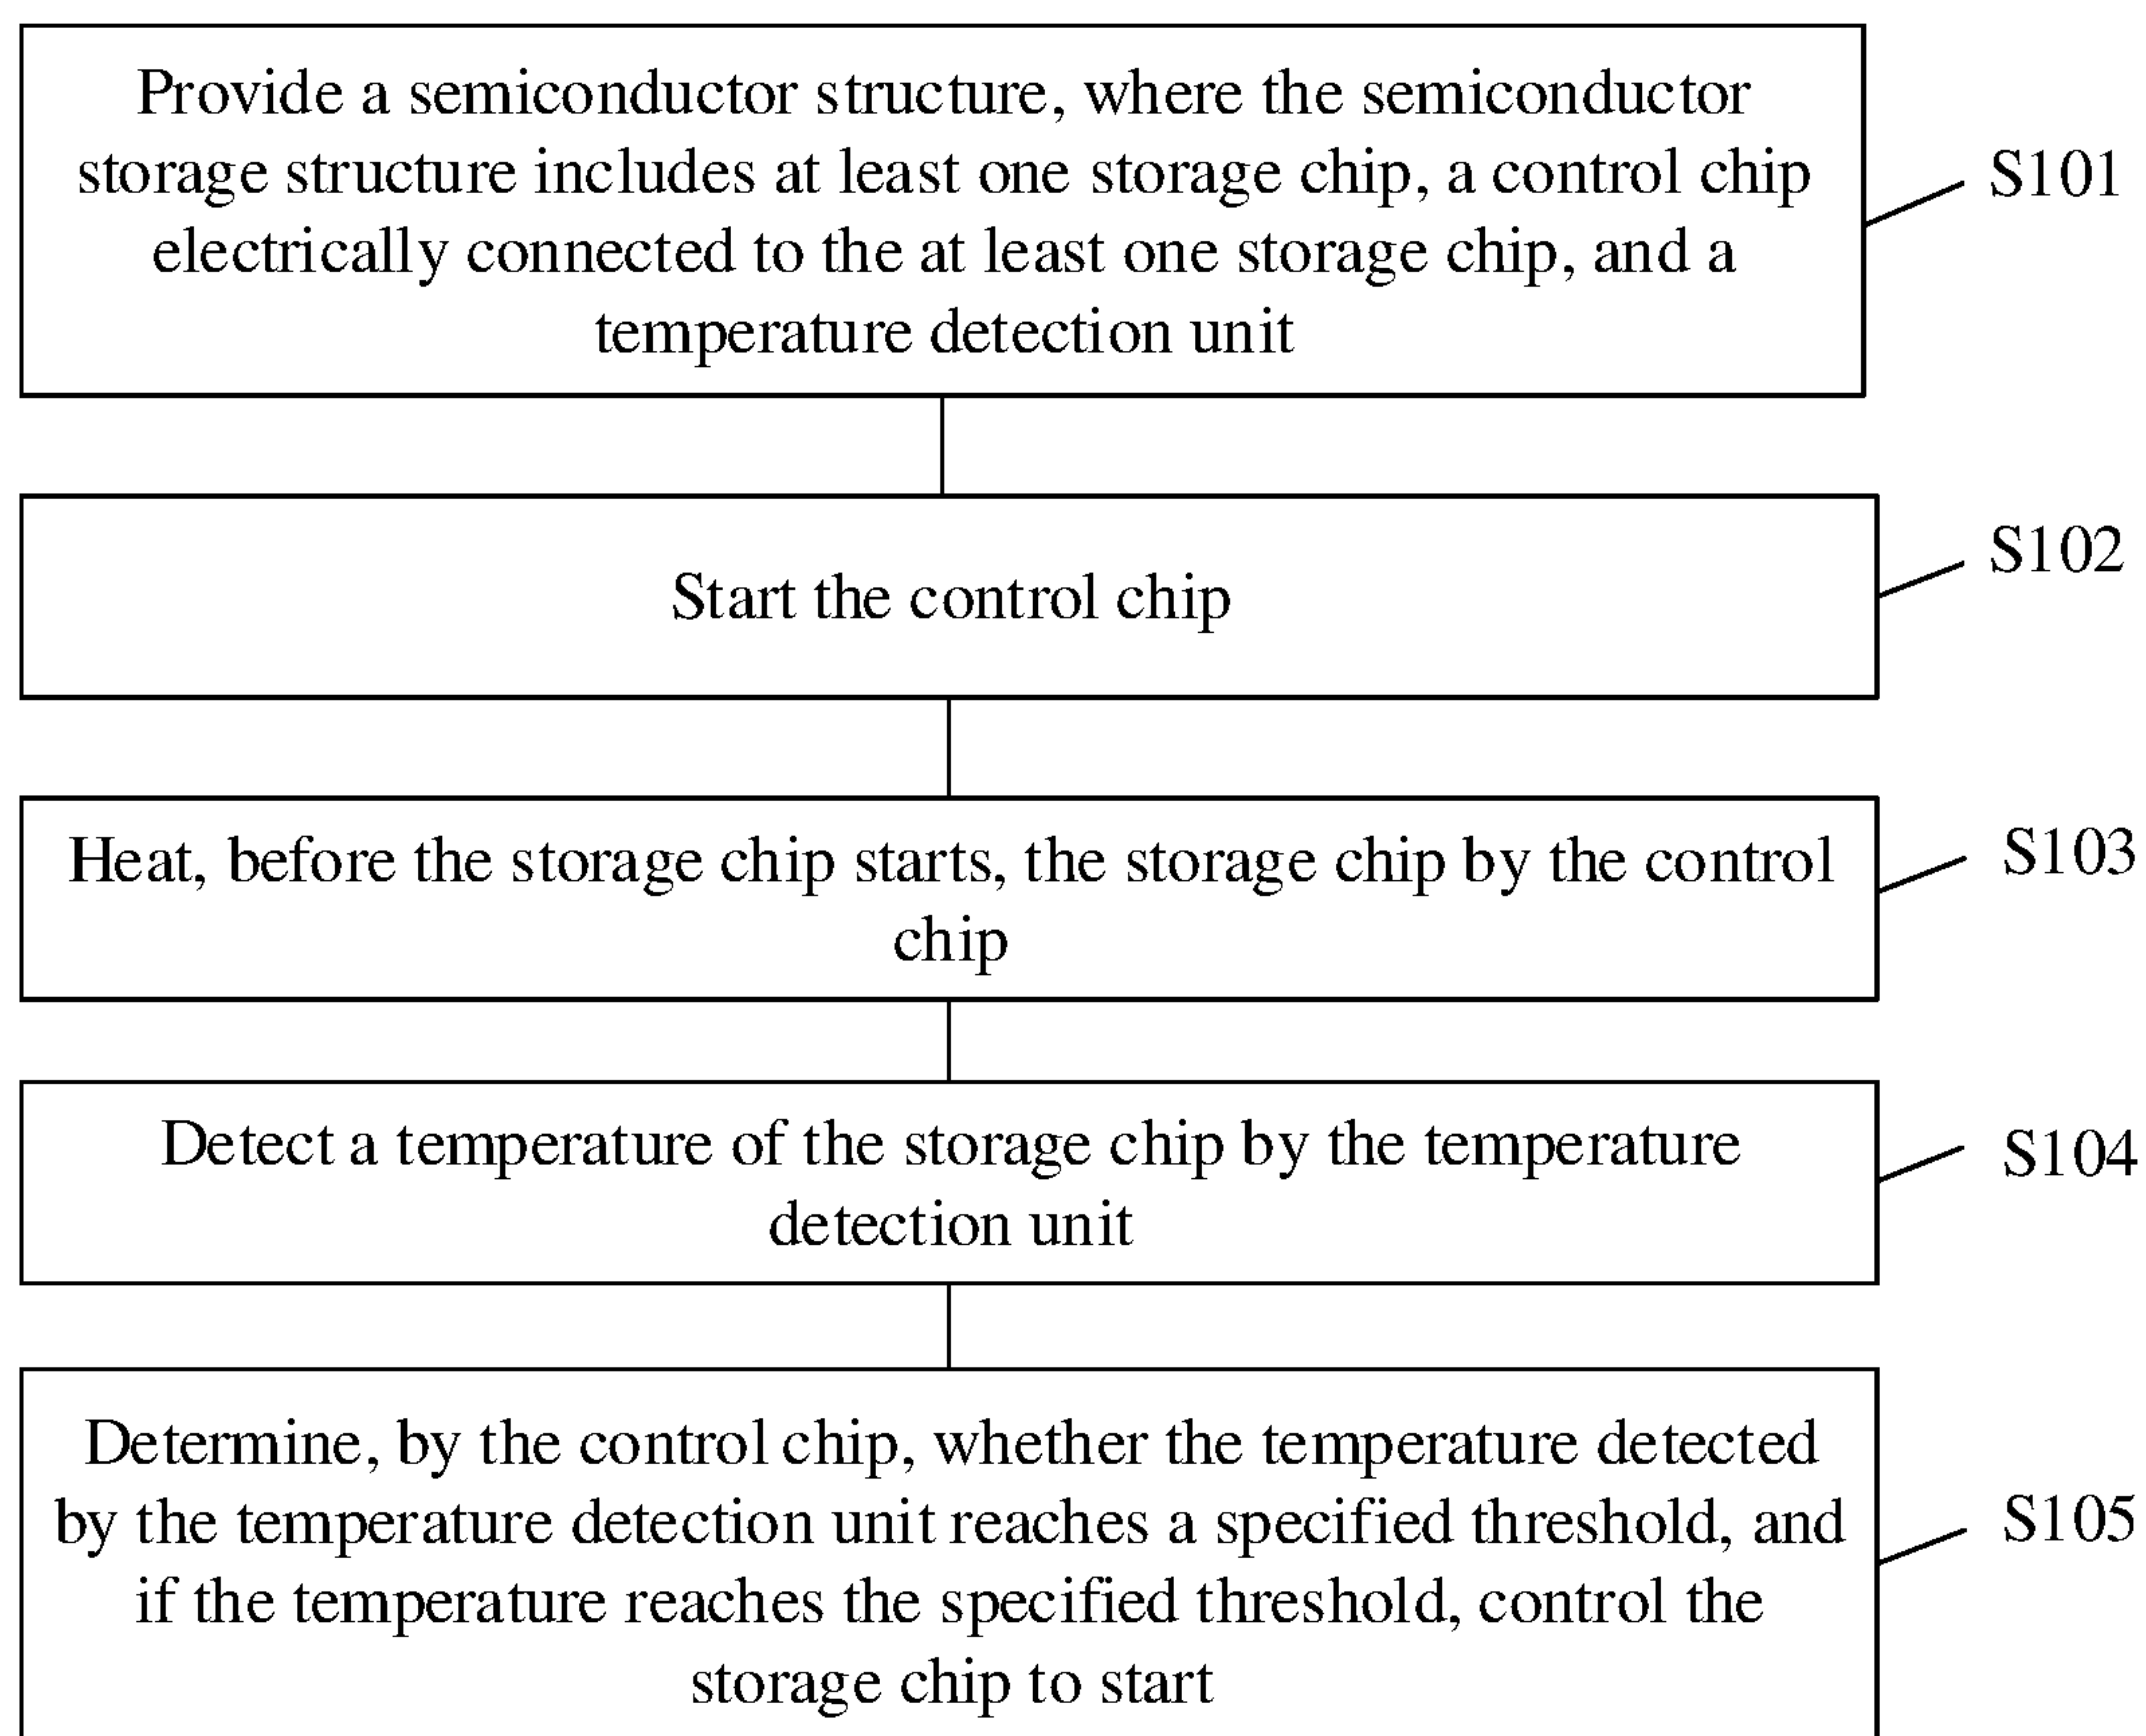 Provide a semiconductor structure, where the semiconductor
storage structure includes at least one storage chip, a control chip
electrically connected to the at least one storage chip, and a
temperature detection unit
S101
Start the control chip
S102
Heat, before the storage chip starts, the storage chip by the control
chip
S103
Detect a temperature of the storage chip by the temperature
detection unit
S104
Determine, by the control chip, whether the temperature detected
by the temperature detection unit reaches a specified threshold, and
if the temperature reaches the specified threshold, control the
storage chip to start
S105